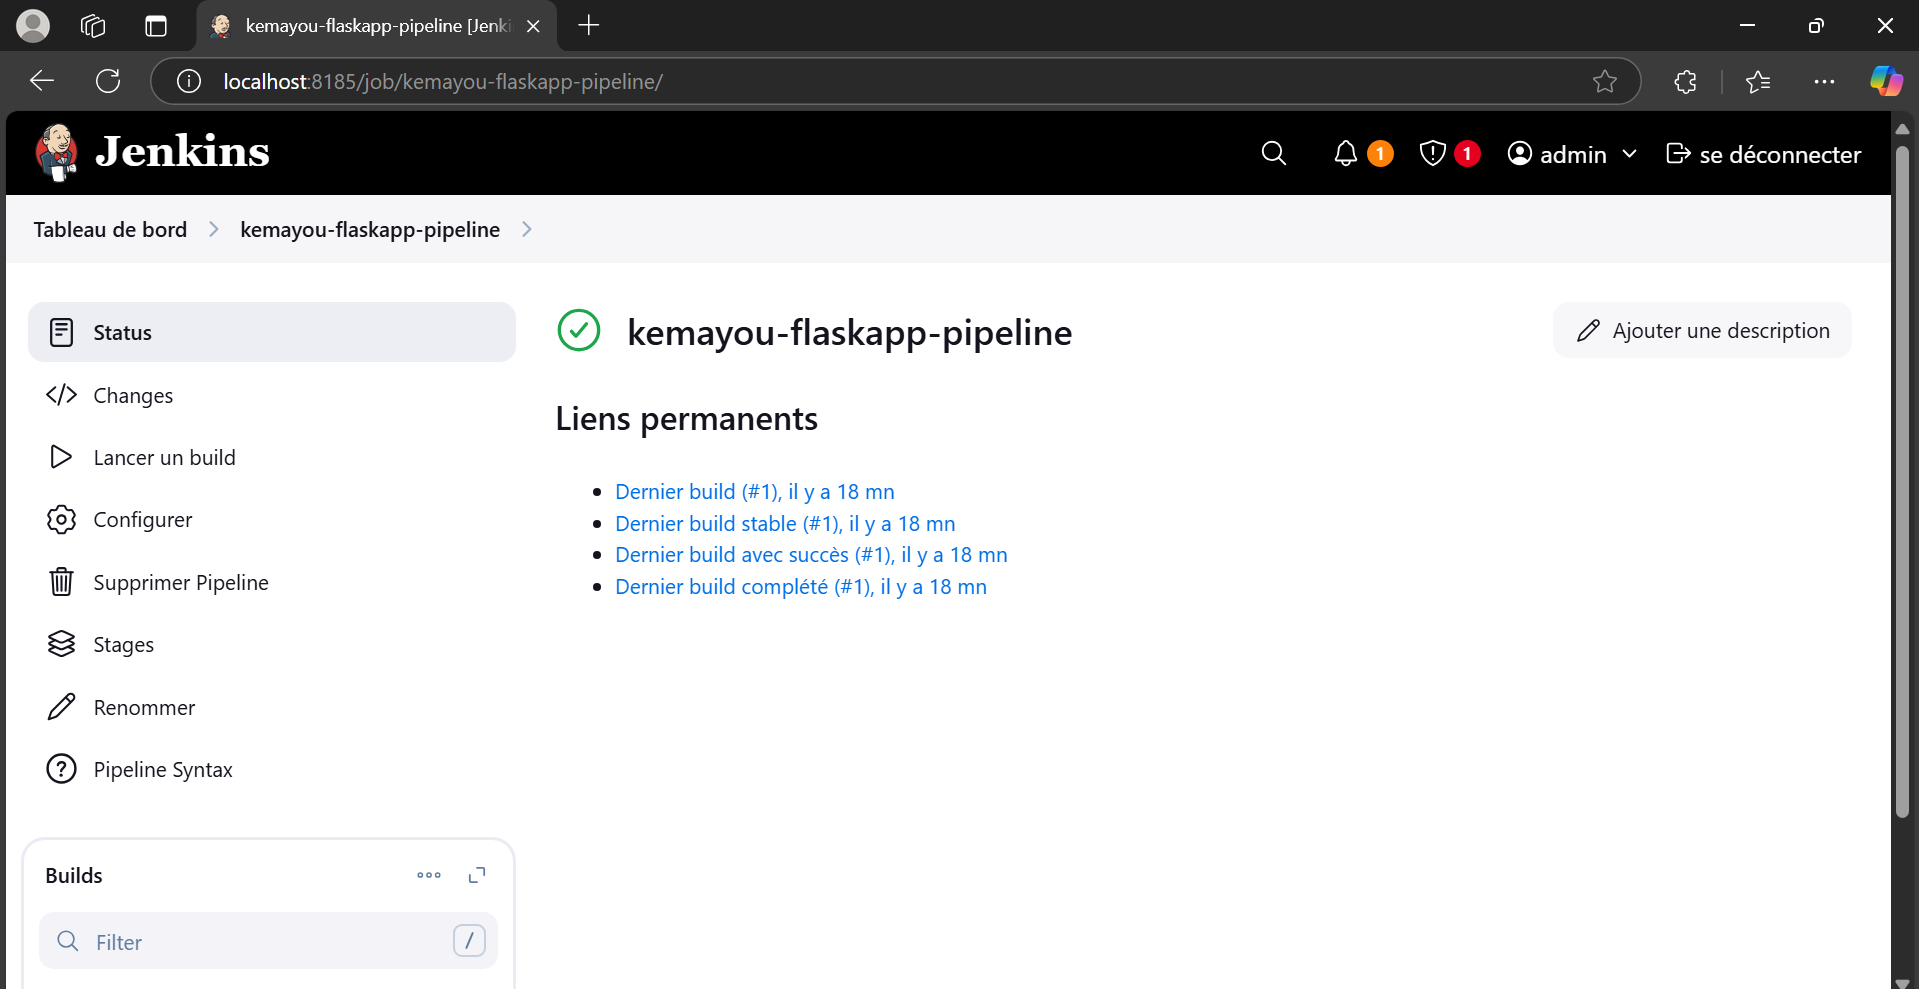 kemayou-flaskapp-pipeline [Jenki
localhost:8185/job/kemayou-flaskapp-pipeline/
Jenkins
1
1
admin
se déconnecter
Tableau de bord
kemayou-flaskapp-pipeline
Status
kemayou-flaskapp-pipeline
Ajouter une description
Changes
Lancer un build
Configurer
Supprimer Pipeline
Stages
Renommer
Pipeline Syntax
Liens permanents
Dernier build (#1), il y a 18 mn
Dernier build stable (#1), il y a 18 mn
Dernier build avec succès (#1), il y a 18 mn
Dernier build complété (#1), il y a 18 mn
Builds
Filter
/